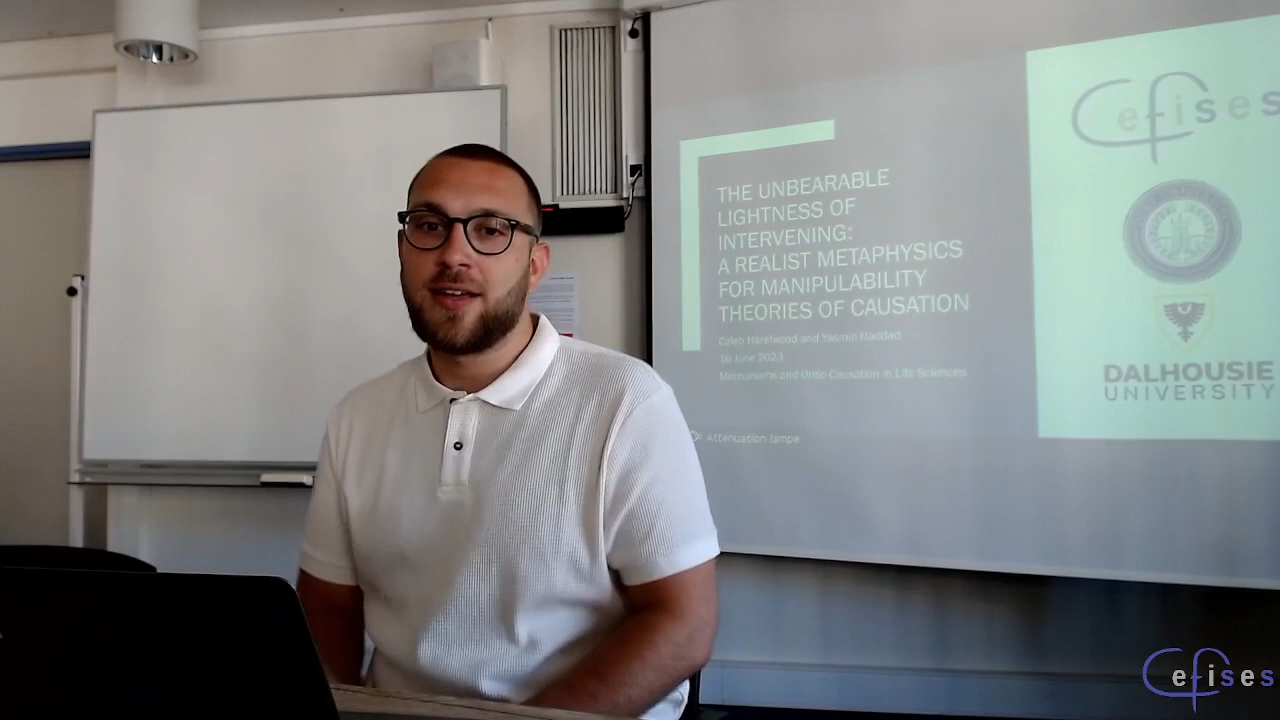 THE UNBEARABLE
LIGHTNESS OF
INTERVENING:
A REALIST METAPHYSICS
FOR MANIPULABILITY
THEORIES OF CAUSATION
Caleb Hazelwood and Yasmin Haddad
16 June 2023
Mechanisms and Ontic Causation in Life Sciences
Attenuation lampe
Cefises
DALHOUSIE
UNIVERSITY
Cefises